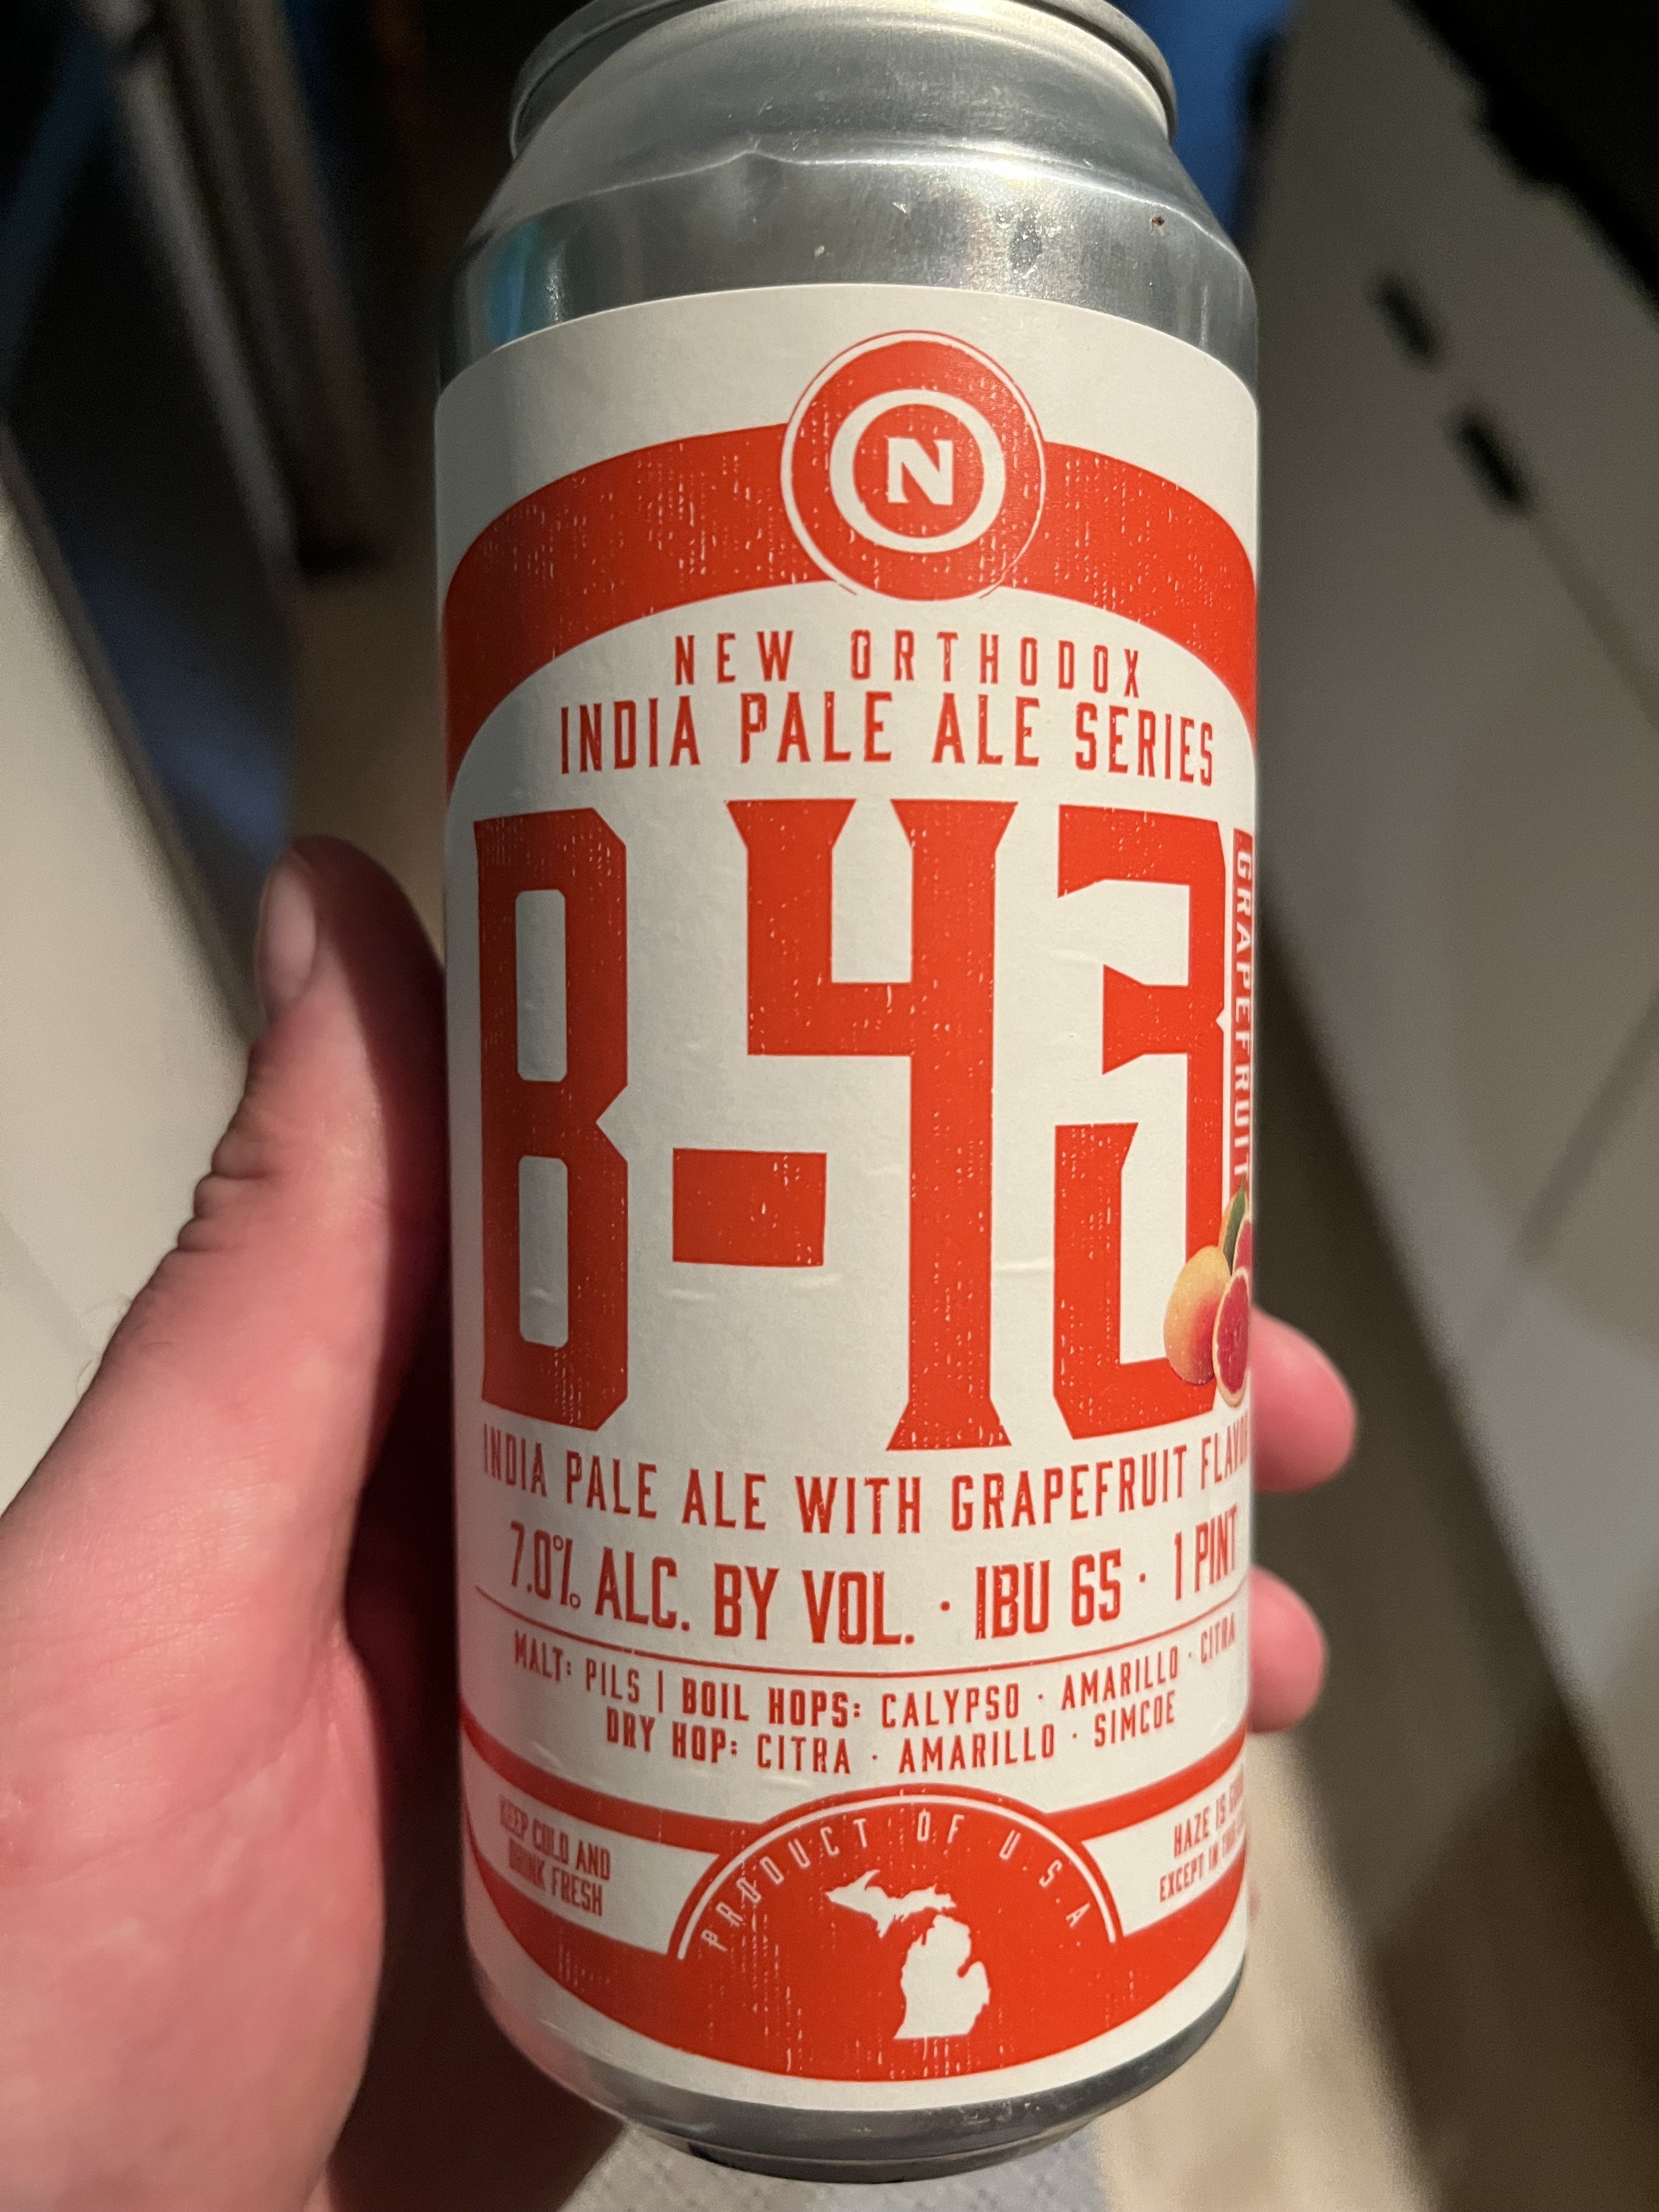 N
NEW ORTHODOX
INDIA PALE ALE SERIES
B-43
GRAPEFRUIT
INDIA PALE ALE WITH GRAPEFRUIT FLAVOR
7.0% ALC. BY VOL. · IBU 65 · 1 PINT
MALT: PILS | BOIL HOPS: CALYPSO · AMARILLO · CITRA
DRY HOP: CITRA · AMARILLO · SIMCOE
KEEP COLD AND
DRINK FRESH
PRODUCT OF U.S.A
HAZE IS
EXCEPT IN